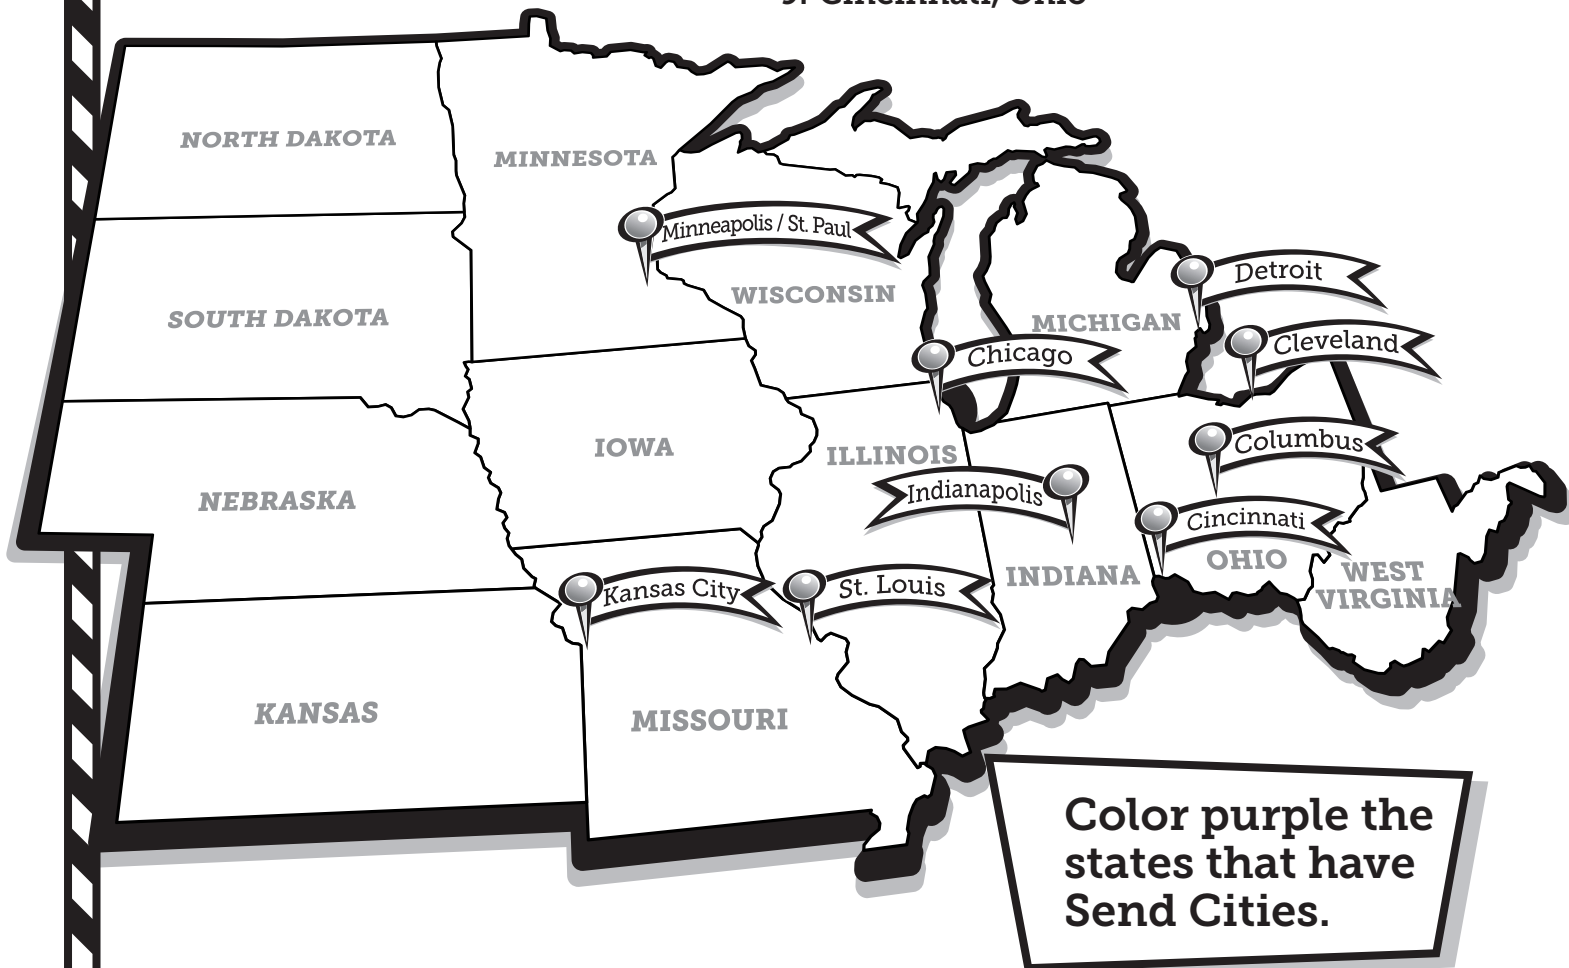 9. Cincinnati, Ohio
NORTH DAKOTA
MINNESOTA
Minneapolis / St. Paul
Detroit
WISCONSIN
SOUTH DAKOTA
MICHIGAN
Cleveland
Chicago
Columbus
IOWA
ILLINOIS
Indianapolis
NEBRASKA
Cincinnati
OHIO
INDIANA
WEST
VIRGINIA
Kansas City
St. Louis
KANSAS
MISSOURI
Color purple the
states that have
Send Cities.